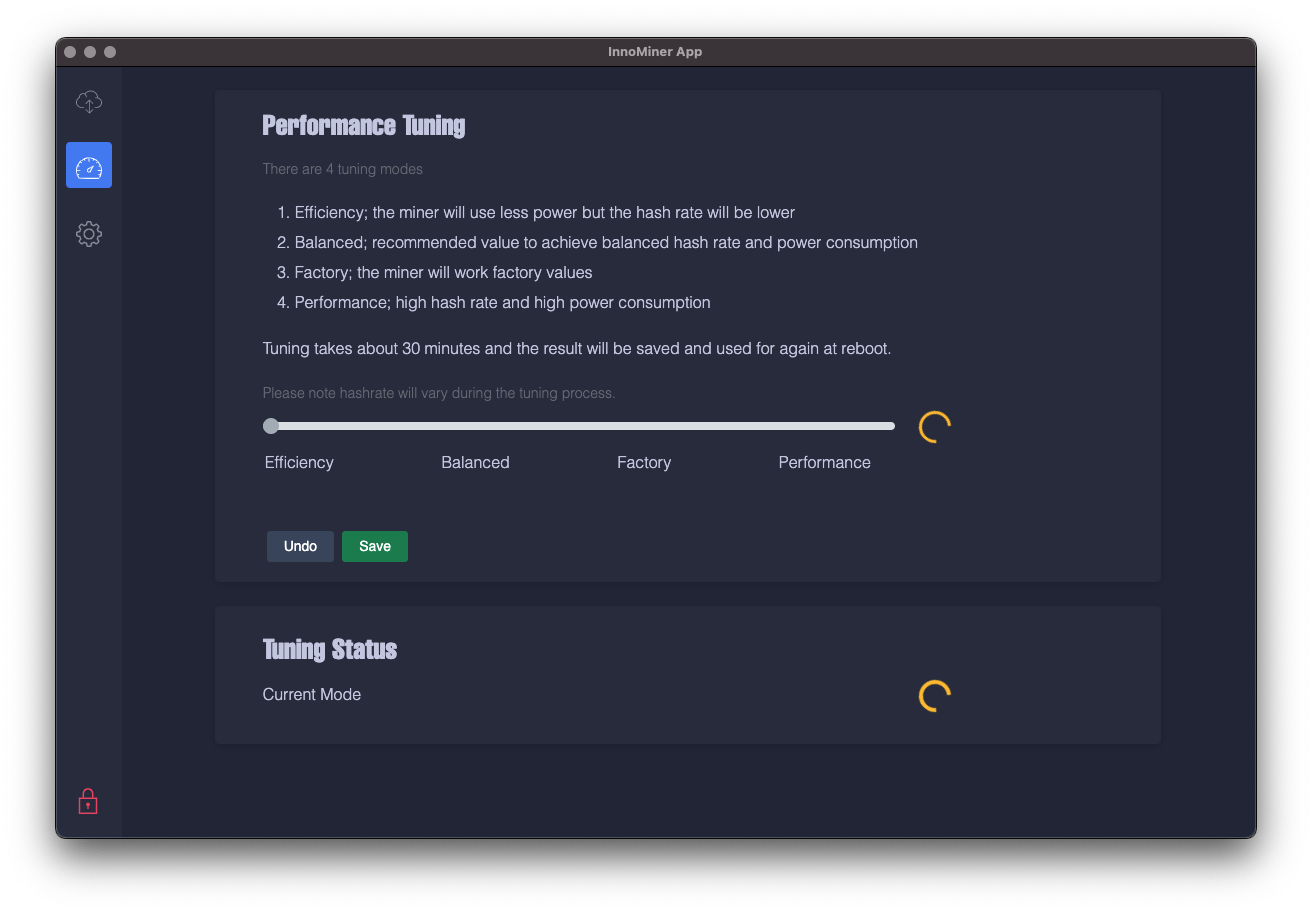 InnoMiner App
Performance Tuning
There are 4 tuning modes
1. Efficiency; the miner will use less power but the hash rate will be lower
2. Balanced; recommended value to achieve balanced hash rate and power consumption
3. Factory; the miner will work factory values
4. Performance; high hash rate and high power consumption
Tuning takes about 30 minutes and the result will be saved and used for again at reboot.
Please note hashrate will vary during the tuning process.
Efficiency Balanced Factory Performance
Undo Save
Tuning Status
Current Mode